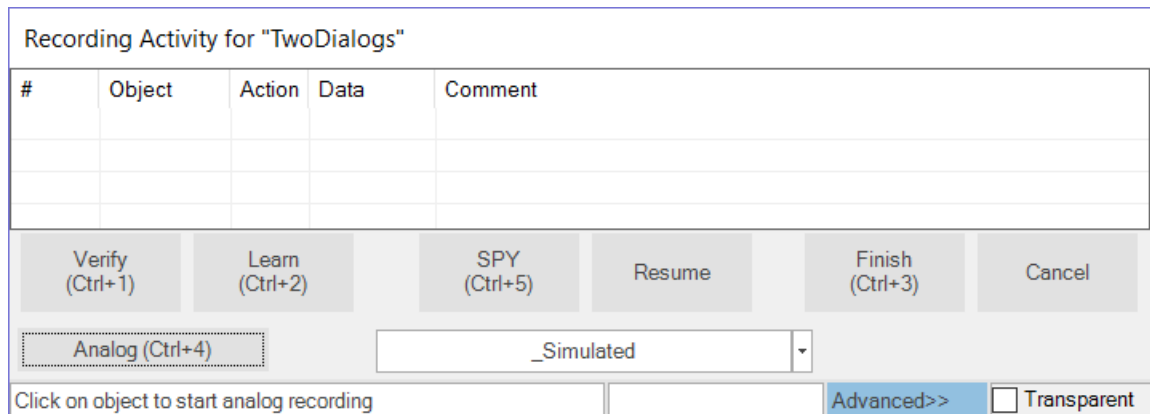 Recording Activity for "TwoDialogs"
# Object Action Data Comment
Verify
(Ctrl+1)
Learn
(Ctrl+2)
SPY
(Ctrl+5)
Resume
Finish
(Ctrl+3)
Cancel
Analog (Ctrl+4)
_Simulated
Click on object to start analog recording
Advanced>>
Transparent